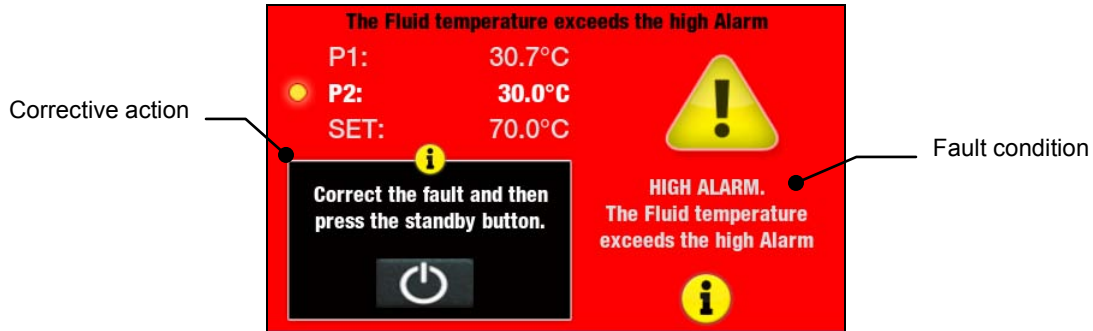 The Fluid temperature exceeds the high Alarm
P1: 30.7°C
P2: 30.0°C
SET: 70.0°C
Corrective action
Correct the fault and then
press the standby button.
HIGH ALARM.
The Fluid temperature
exceeds the high Alarm
Fault condition